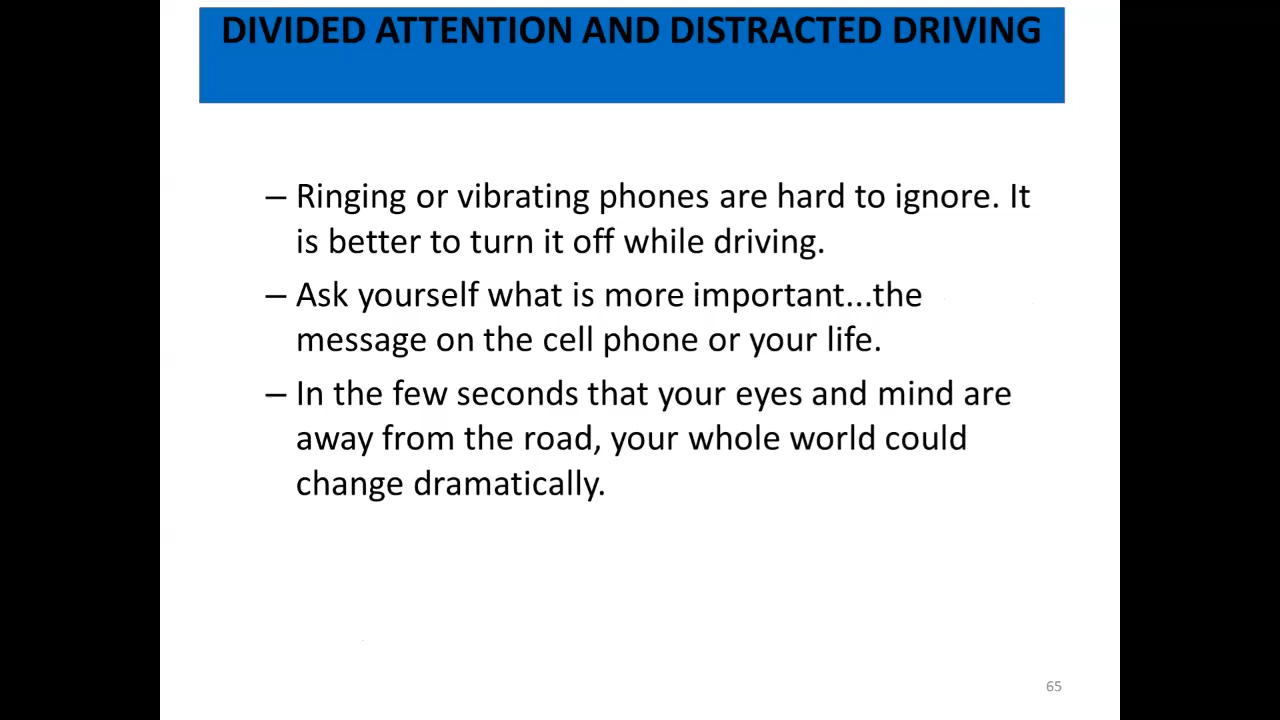 DIVIDED ATTENTION AND DISTRACTED DRIVING
– Ringing or vibrating phones are hard to ignore. It
is better to turn it off while driving.
– Ask yourself what is more important...the
message on the cell phone or your life.
– In the few seconds that your eyes and mind are
away from the road, your whole world could
change dramatically.
65